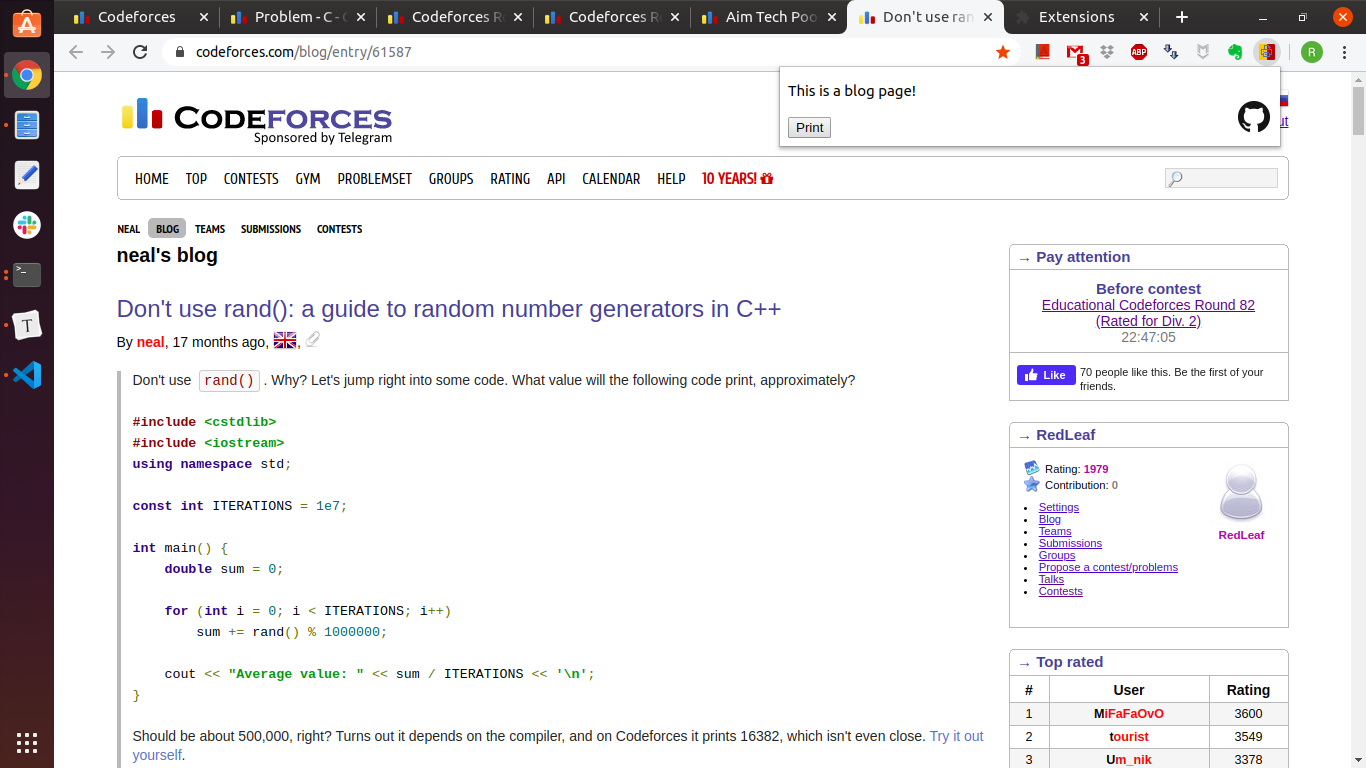 Codeforces
Problem - C - C
Codeforces R
Codeforces R
Aim Tech Poo
Don't use ran
Extensions
codeforces.com/blog/entry/61587
3
ABP
R
This is a blog page!
Print
ut
CODEFORCES
Sponsored by Telegram
HOME TOP CONTESTS GYM PROBLEMSET GROUPS RATING API CALENDAR HELP 10 YEARS!
NEAL BLOG TEAMS SUBMISSIONS CONTESTS
neal's blog
Don't use rand(): a guide to random number generators in C++
By neal, 17 months ago,
Don't use rand(). Why? Let's jump right into some code. What value will the following code print, approximately?
#include <cstdlib>
#include <iostream>
using namespace std;
const int ITERATIONS = 1e7;
int main() {
    double sum = 0;
    for (int i = 0; i < ITERATIONS; i++)
        sum += rand() % 1000000;
    cout << "Average value: " << sum / ITERATIONS << '\n';
}
Should be about 500,000, right? Turns out it depends on the compiler, and on Codeforces it prints 16382, which isn't even close. Try it out
yourself.
→ Pay attention
Before contest
Educational Codeforces Round 82
(Rated for Div. 2)
22:47:05
Like 70 people like this. Be the first of your
friends.
→ RedLeaf
Rating: 1979
Contribution: 0
Settings
Blog
Teams
Submissions
Groups
Propose a contest/problems
Talks
Contests
RedLeaf
→ Top rated
# User Rating
1 MiFaFaOvO 3600
2 tourist 3549
3 Um_nik 3378